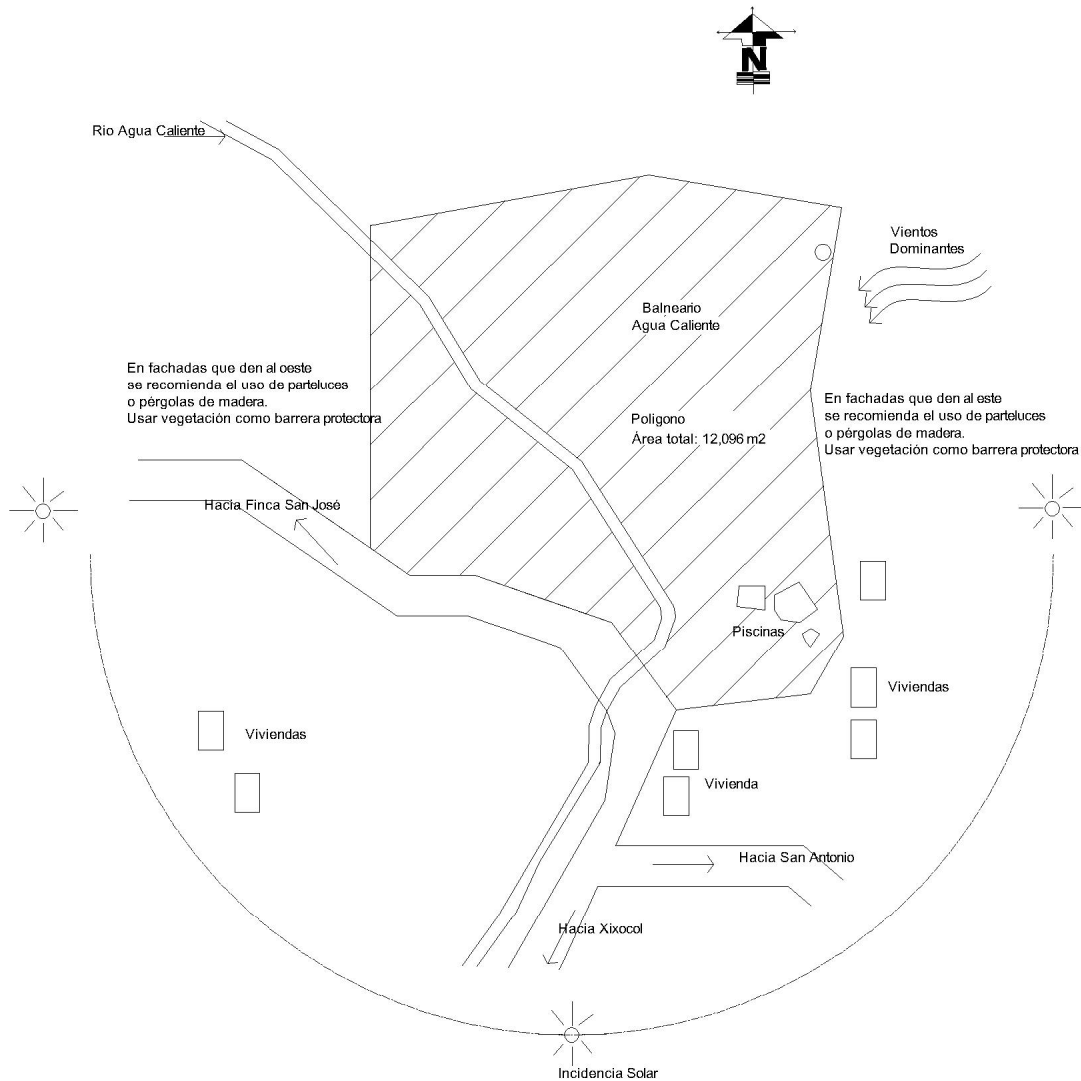 N
Rio Agua Caliente
Vientos
Dominantes
Balneario
Agua Caliente
En fachadas que den al oeste
se recomienda el uso de parteluces
o pérgolas de madera.
Usar vegetación como barrera protectora
En fachadas que den al este
se recomienda el uso de parteluces
o pérgolas de madera.
Usar vegetación como barrera protectora
Poligono
Área total: 12,096 m2
Hacia Finca San José
Piscinas
Viviendas
Viviendas
Vivienda
Hacia San Antonio
Hacia Xixocol
Incidencia Solar